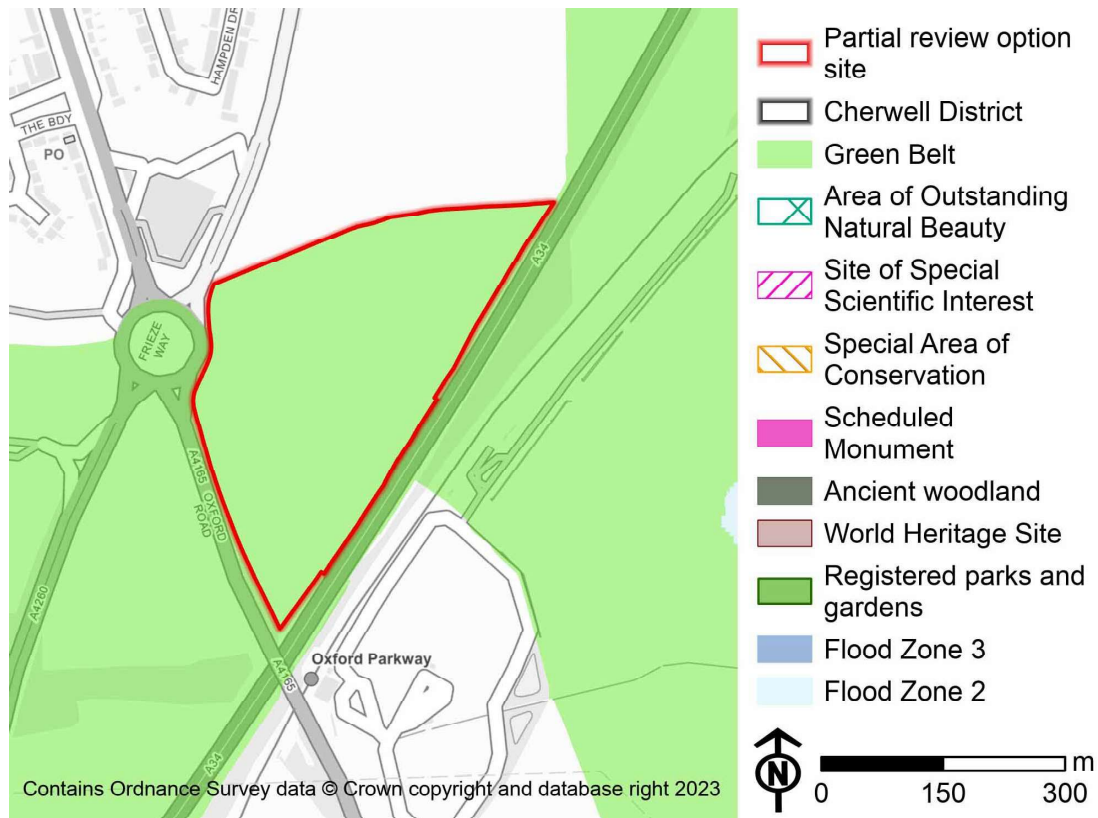 HAMPDEN DR
THE BDY
PO
A34
FRIEZE
WAY
A4165 OXFORD
ROAD
A4260
Oxford Parkway
A4165
A34
Contains Ordnance Survey data © Crown copyright and database right 2023
Partial review option
site
Cherwell District
Green Belt
Area of Outstanding
Natural Beauty
Site of Special
Scientific Interest
Special Area of
Conservation
Scheduled
Monument
Ancient woodland
World Heritage Site
Registered parks and
gardens
Flood Zone 3
Flood Zone 2
N
m
0 150 300